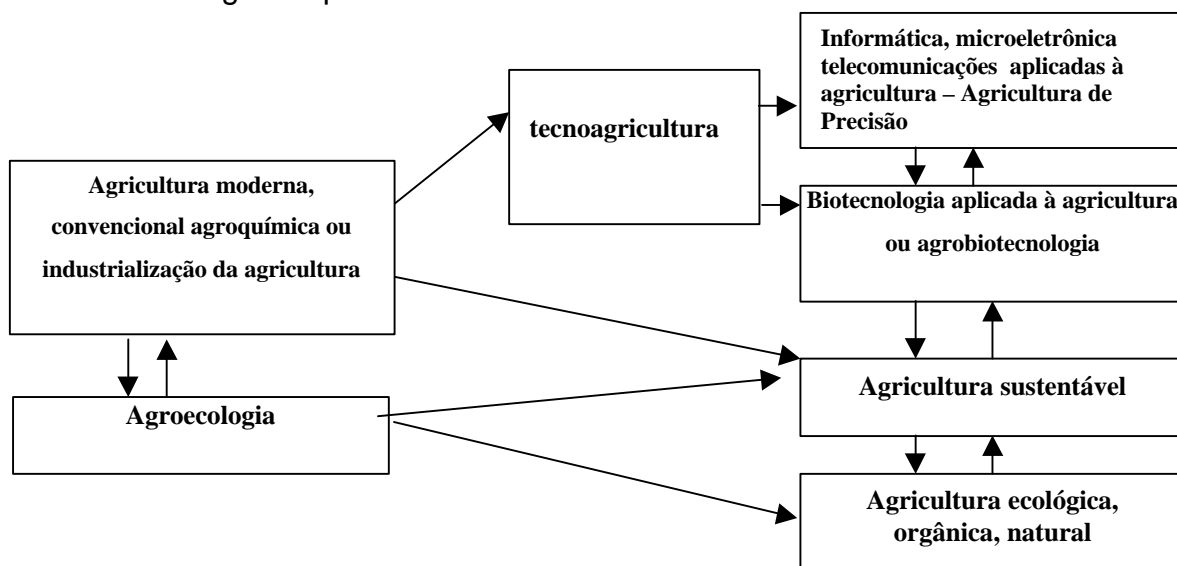 Informática, microeletrônica
telecomunicações aplicadas à
agricultura – Agricultura de
Precisão
tecnoagricultura
Agricultura moderna,
convencional agroquímica ou
industrialização da agricultura
Biotecnologia aplicada à agricultura
ou agrobiotecnologia
Agricultura sustentável
Agroecologia
Agricultura ecológica,
orgânica, natural